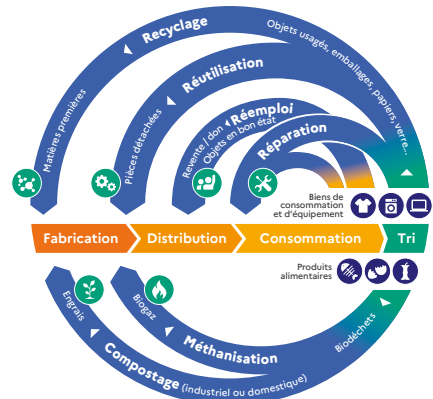 Recyclage
Objets usagés, emballages, papiers, verre...
Matières premières
Réutilisation
Pièces détachées
Réemploi
Revente / don
Objets en bon état
Réparation
Biens de
consommation
et d'équipement
Fabrication
Distribution
Consommation
Tri
Produits
alimentaires
Engrais
Biogaz
Biodéchets
Méthanisation
Compostage (industriel ou domestique)